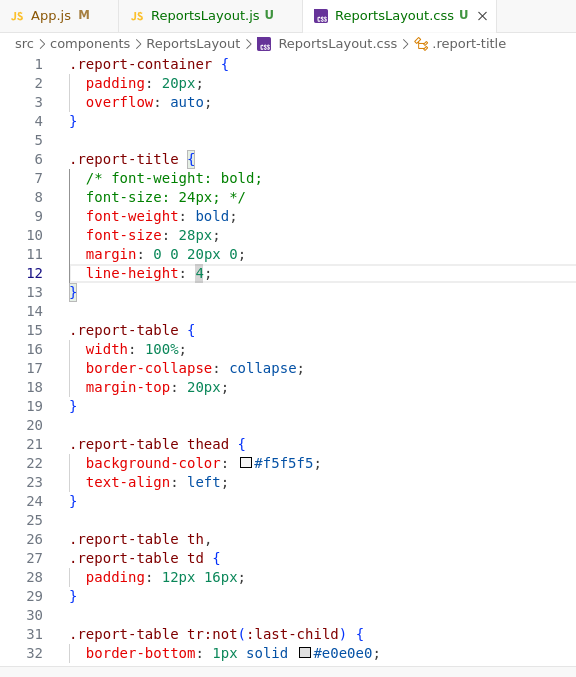 JS App.js M JS ReportsLayout.js U css ReportsLayout.css U
src > components > ReportsLayout > css ReportsLayout.css > .report-title
1 .report-container {
2 padding: 20px;
3 overflow: auto;
4 }
5
6 .report-title {
7 /* font-weight: bold;
8 font-size: 24px; */
9 font-weight: bold;
10 font-size: 28px;
11 margin: 0 0 20px 0;
12 line-height: 4;
13 }
14
15 .report-table {
16 width: 100%;
17 border-collapse: collapse;
18 margin-top: 20px;
19 }
20
21 .report-table thead {
22 background-color: #f5f5f5;
23 text-align: left;
24 }
25
26 .report-table th,
27 .report-table td {
28 padding: 12px 16px;
29 }
30
31 .report-table tr:not(:last-child) {
32 border-bottom: 1px solid #e0e0e0;